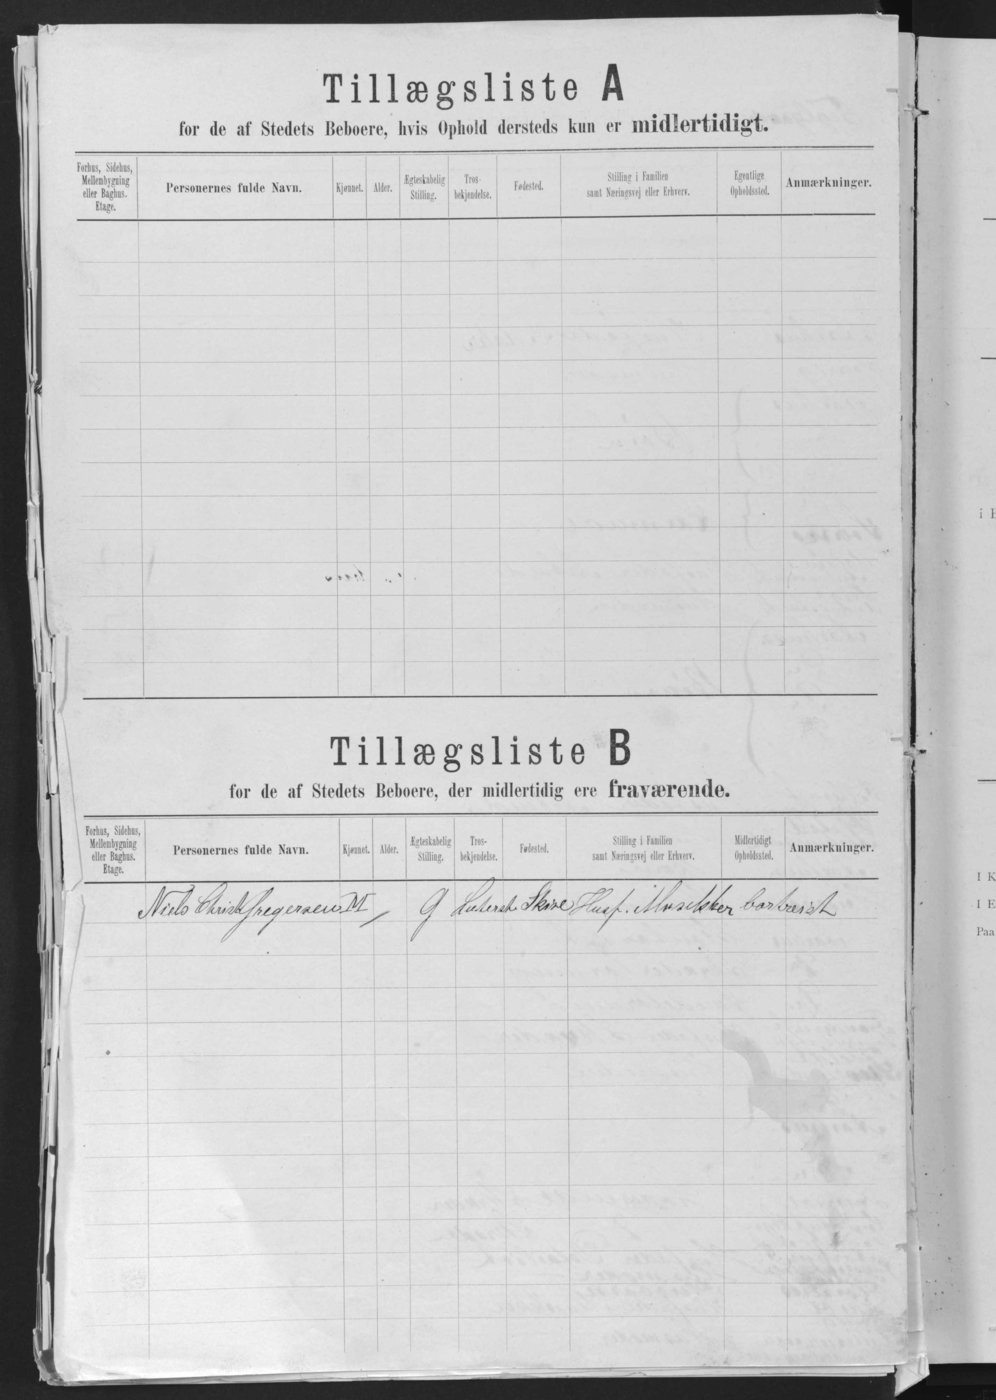 Tillægsliste A
for de af Stedets Beboere, hvis Ophold dersteds kun er midlertidigt.
Forhus, Sidehus, Mellembygning eller Baghus. Etage. Personernes fulde Navn. Kjønnet. Alder. Ægteskabelig Stilling. Trosbekjendelse. Fødested. Stilling i Familien samt Næringsvej eller Erhverv. Egentlige Opholdssted. Anmærkninger.
Tillægsliste B
for de af Stedets Beboere, der midlertidig ere fraværende.
Forhus, Sidehus, Mellembygning eller Baghus. Etage. Personernes fulde Navn. Kjønnet. Alder. Ægteskabelig Stilling. Trosbekjendelse. Fødested. Stilling i Familien samt Næringsvej eller Erhverv. Midlertidigt Opholdssted. Anmærkninger.
Niels Christ Gregersen M / G Luthersk Skive Husf. bortreist
i E
I K
I E
Paa